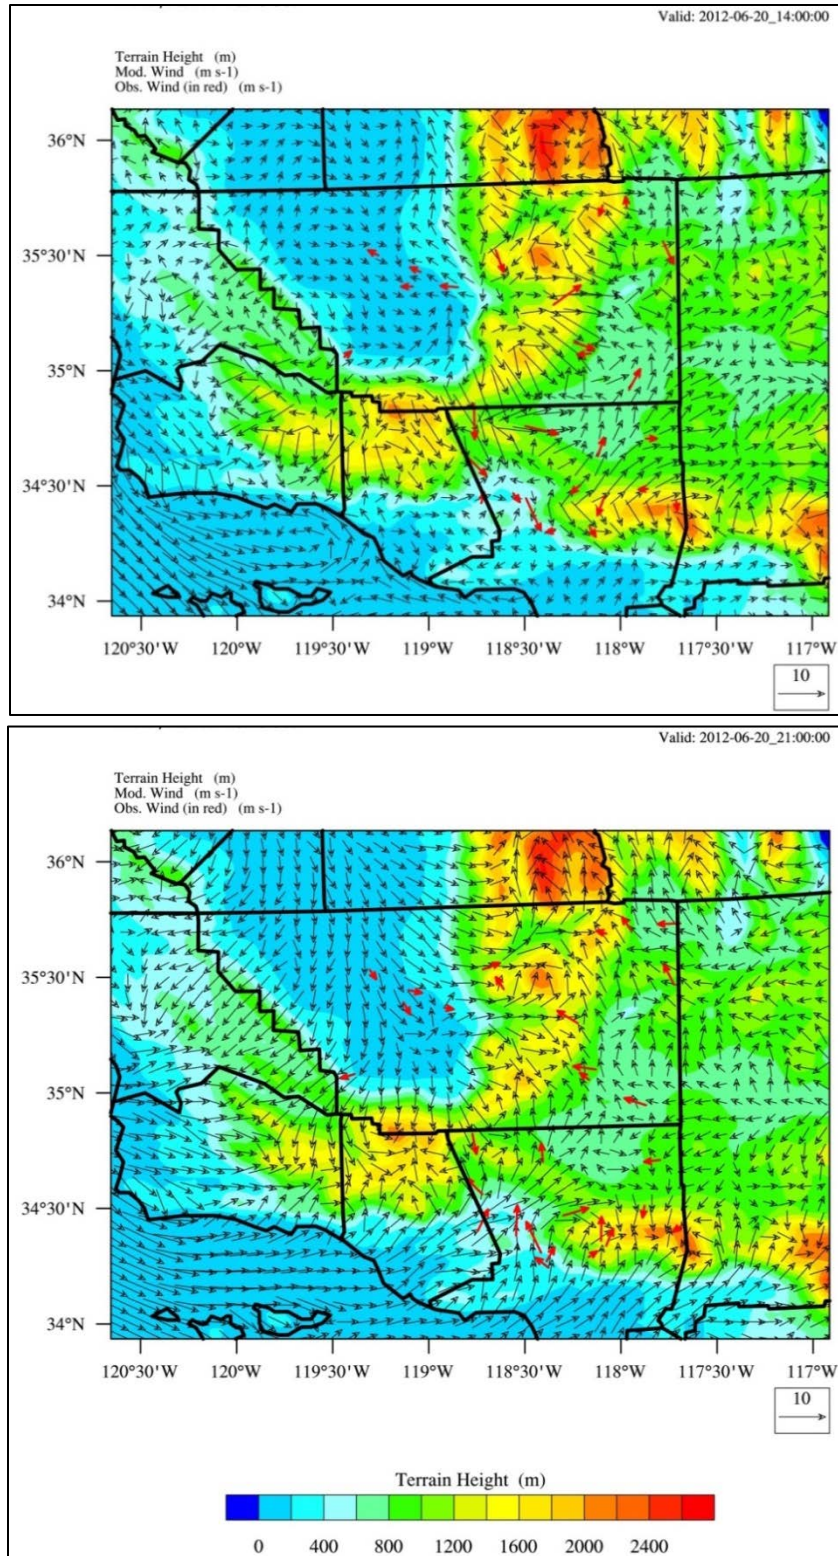 Valid: 2012-06-20_14:00:00
Terrain Height (m)
Mod. Wind (m s-1)
Obs. Wind (in red) (m s-1)
36°N
35°30'N
35°N
34°30'N
34°N
120°30'W 120°W 119°30'W 119°W 118°30'W 118°W 117°30'W 117°W
10
Valid: 2012-06-20_21:00:00
Terrain Height (m)
Mod. Wind (m s-1)
Obs. Wind (in red) (m s-1)
36°N
35°30'N
35°N
34°30'N
34°N
120°30'W 120°W 119°30'W 119°W 118°30'W 118°W 117°30'W 117°W
10
Terrain Height (m)
0 400 800 1200 1600 2000 2400